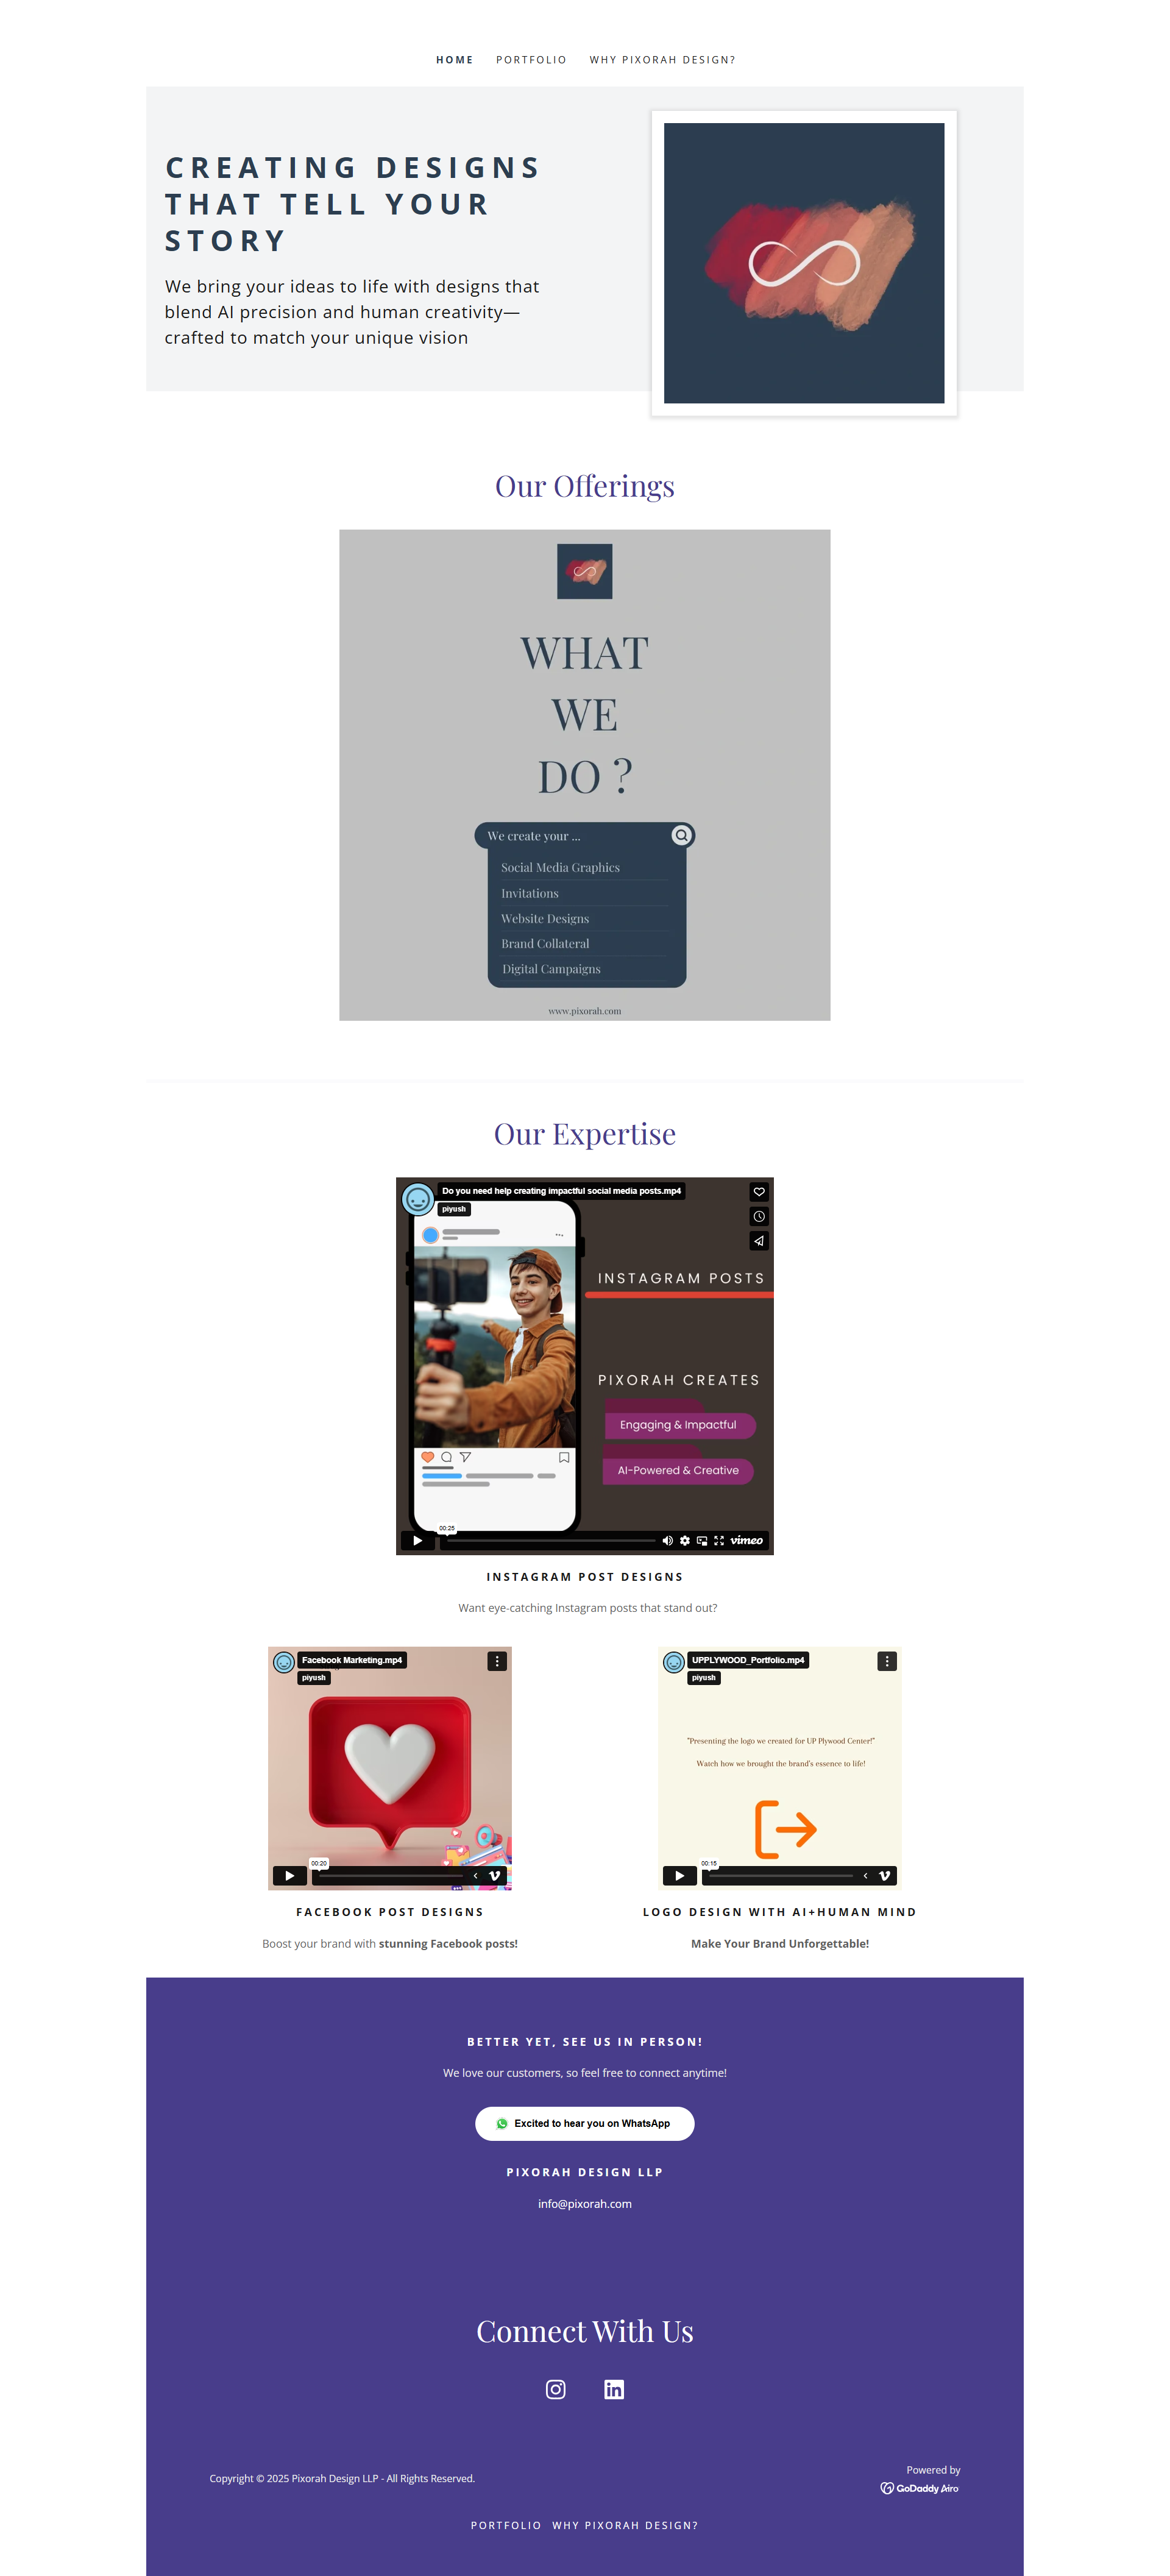 HOME PORTFOLIO WHY PIXORAH DESIGN?
CREATING DESIGNS
THAT TELL YOUR
STORY
We bring your ideas to life with designs that
blend AI precision and human creativity—
crafted to match your unique vision
Our Offerings
WHAT
WE
DO ?
We create your ...
Social Media Graphics
Invitations
Website Designs
Brand Collateral
Digital Campaigns
www.pixorah.com
Our Expertise
Do you need help creating impactful social media posts.mp4
piyush
INSTAGRAM POSTS
PIXORAH CREATES
Engaging & Impactful
AI-Powered & Creative
00:25
vimeo
INSTAGRAM POST DESIGNS
Want eye-catching Instagram posts that stand out?
Facebook Marketing.mp4
piyush
00:20
FACEBOOK POST DESIGNS
Boost your brand with stunning Facebook posts!
UPPLYWOOD_Portfolio.mp4
piyush
"Presenting the logo we created for UP Plywood Center!"
Watch how we brought the brand's essence to life!
00:15
LOGO DESIGN WITH AI+HUMAN MIND
Make Your Brand Unforgettable!
BETTER YET, SEE US IN PERSON!
We love our customers, so feel free to connect anytime!
Excited to hear you on WhatsApp
PIXORAH DESIGN LLP
info@pixorah.com
Connect With Us
Copyright © 2025 Pixorah Design LLP - All Rights Reserved.
Powered by
GoDaddy Airo
PORTFOLIO WHY PIXORAH DESIGN?